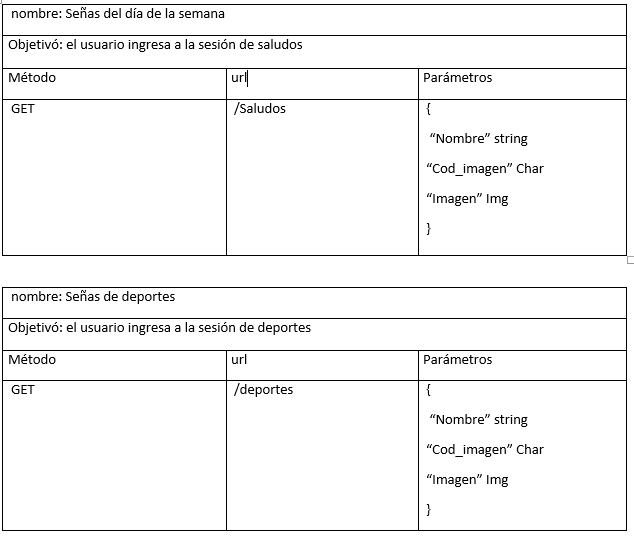 nombre: Señas del día de la semana
Objetivó: el usuario ingresa a la sesión de saludos
Método url Parámetros
GET /Saludos {
“Nombre” string
“Cod_imagen” Char
“Imagen” Img
}
nombre: Señas de deportes
Objetivó: el usuario ingresa a la sesión de deportes
Método url Parámetros
GET /deportes {
“Nombre” string
“Cod_imagen” Char
“Imagen” Img
}